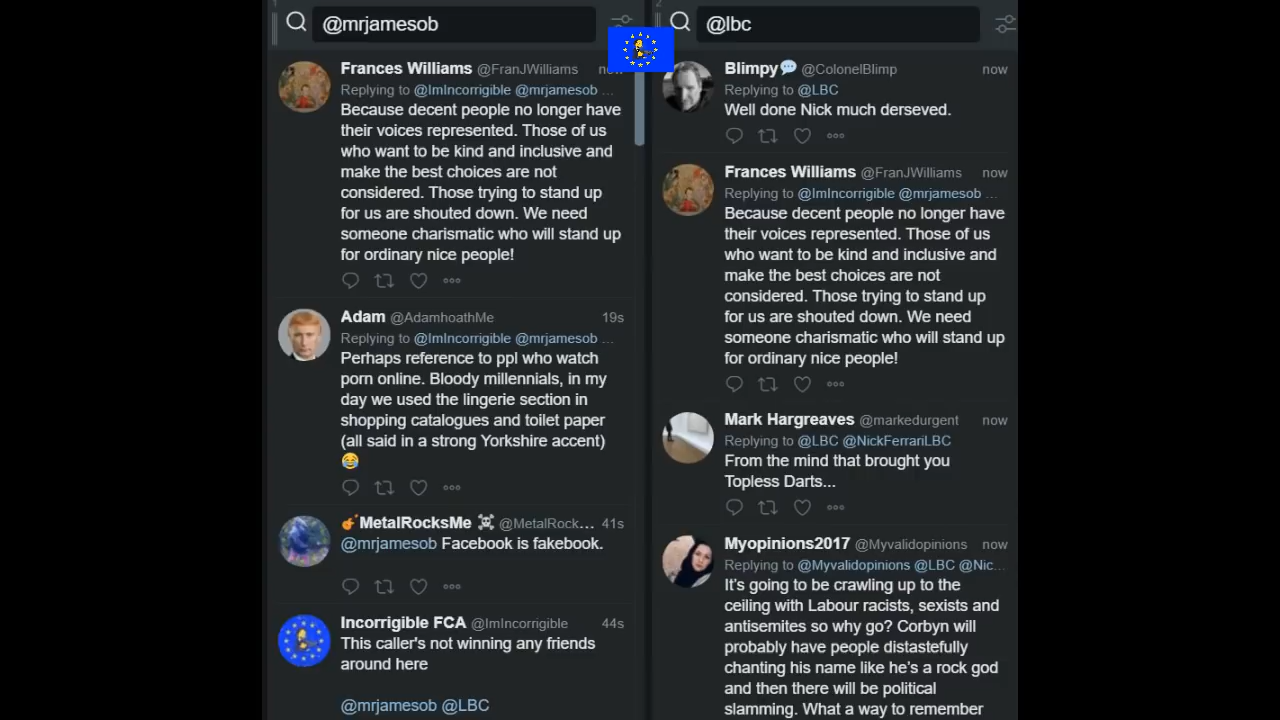 1
@mrjamesob
Frances Williams @FranJWilliams now
Replying to @ImIncorrigible @mrjamesob ...
Because decent people no longer have
their voices represented. Those of us
who want to be kind and inclusive and
make the best choices are not
considered. Those trying to stand up
for us are shouted down. We need
someone charismatic who will stand up
for ordinary nice people!
Adam @AdamhoathMe 19s
Replying to @ImIncorrigible @mrjamesob ...
Perhaps reference to ppl who watch
porn online. Bloody millennials, in my
day we used the lingerie section in
shopping catalogues and toilet paper
(all said in a strong Yorkshire accent)
😂
🎸MetalRocksMe ☠ @MetalRock... 41s
@mrjamesob Facebook is fakebook.
Incorrigible FCA @ImIncorrigible 44s
This caller's not winning any friends
around here
@mrjamesob @LBC
2
@lbc
Blimpy💬 @ColonelBlimp now
Replying to @LBC
Well done Nick much derseved.
Frances Williams @FranJWilliams now
Replying to @ImIncorrigible @mrjamesob ...
Because decent people no longer have
their voices represented. Those of us
who want to be kind and inclusive and
make the best choices are not
considered. Those trying to stand up
for us are shouted down. We need
someone charismatic who will stand up
for ordinary nice people!
Mark Hargreaves @markedurgent now
Replying to @LBC @NickFerrariLBC
From the mind that brought you
Topless Darts...
Myopinions2017 @Myvalidopinions now
Replying to @Myvalidopinions @LBC @Nic...
It's going to be crawling up to the
ceiling with Labour racists, sexists and
antisemites so why go? Corbyn will
probably have people distastefully
chanting his name like he's a rock god
and then there will be political
slamming. What a way to remember